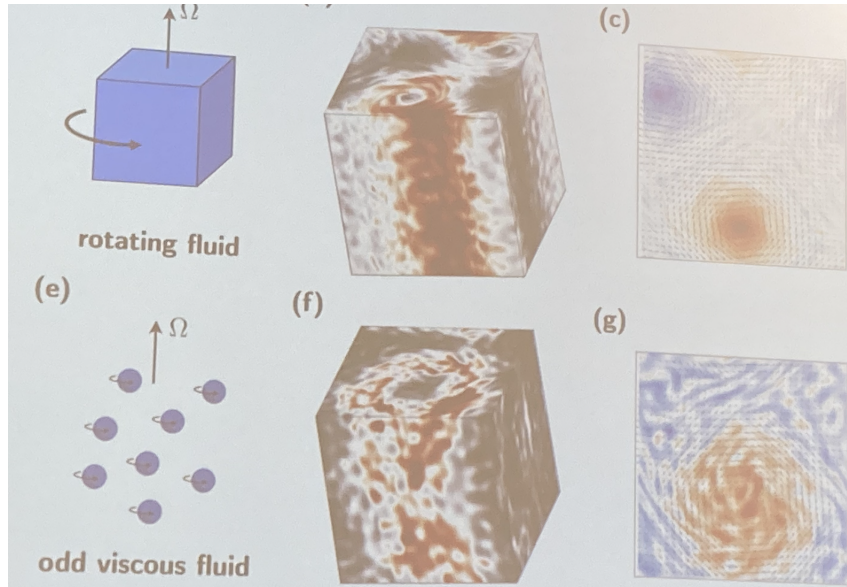 Ω
(c)
rotating fluid
(e)
(f)
(g)
Ω
odd viscous fluid